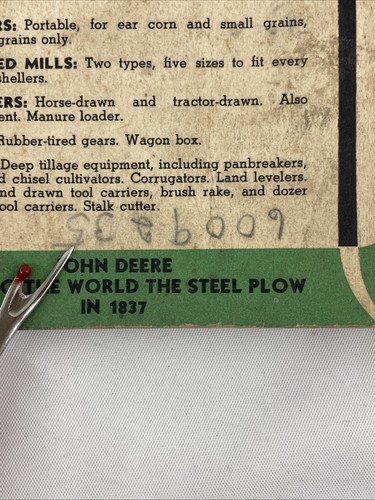 RS: Portable, for ear corn and small grains,
grains only.
ED MILLS: Two types, five sizes to fit every
shellers.
ERS: Horse-drawn and tractor-drawn. Also
ent. Manure loader.
Rubber-tired gears. Wagon box.
Deep tillage equipment, including panbreakers,
d chisel cultivators. Corrugators. Land levelers.
nd drawn tool carriers, brush rake, and dozer
ool carriers. Stalk cutter.
OHN DEERE
THE WORLD THE STEEL PLOW
IN 1837